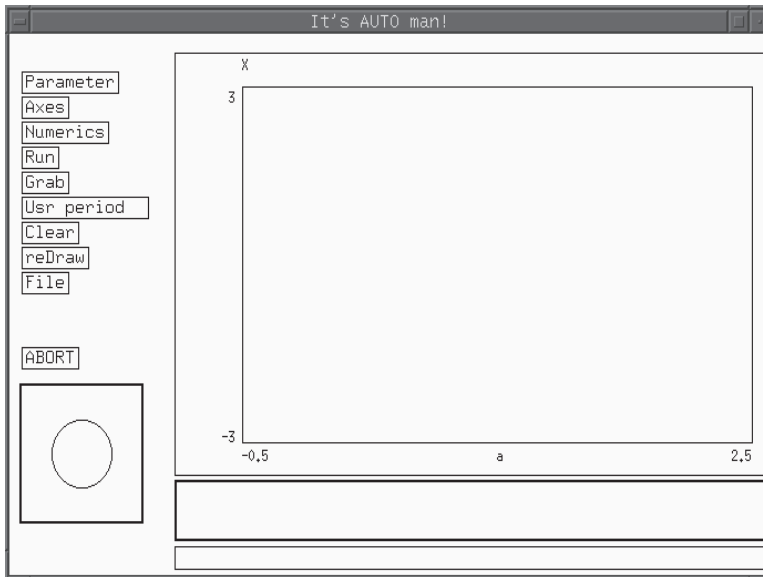 It's AUTO man!
Parameter
Axes
Numerics
Run
Grab
Usr period
Clear
reDraw
File
ABORT
X
3
-3
-0.5
a
2.5